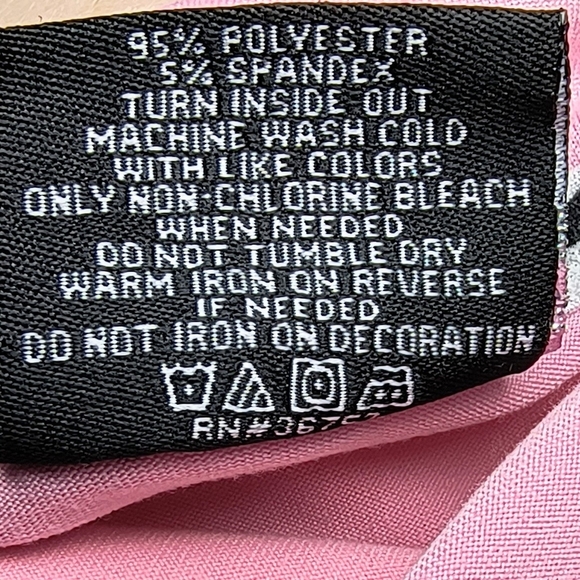 95% POLYESTER
5% SPANDEX
TURN INSIDE OUT
MACHINE WASH COLD
WITH LIKE COLORS
ONLY NON-CHLORINE BLEACH
WHEN NEEDED
DO NOT TUMBLE DRY
WARM IRON ON REVERSE
IF NEEDED
DO NOT IRON ON DECORATION